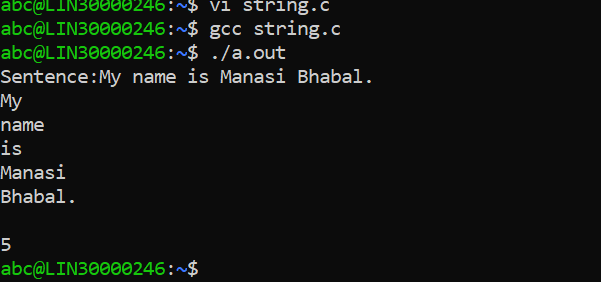 abc@LIN30000246:~$ vi string.c
abc@LIN30000246:~$ gcc string.c
abc@LIN30000246:~$ ./a.out
Sentence:My name is Manasi Bhabal.
My
name
is
Manasi
Bhabal.
5
abc@LIN30000246:~$